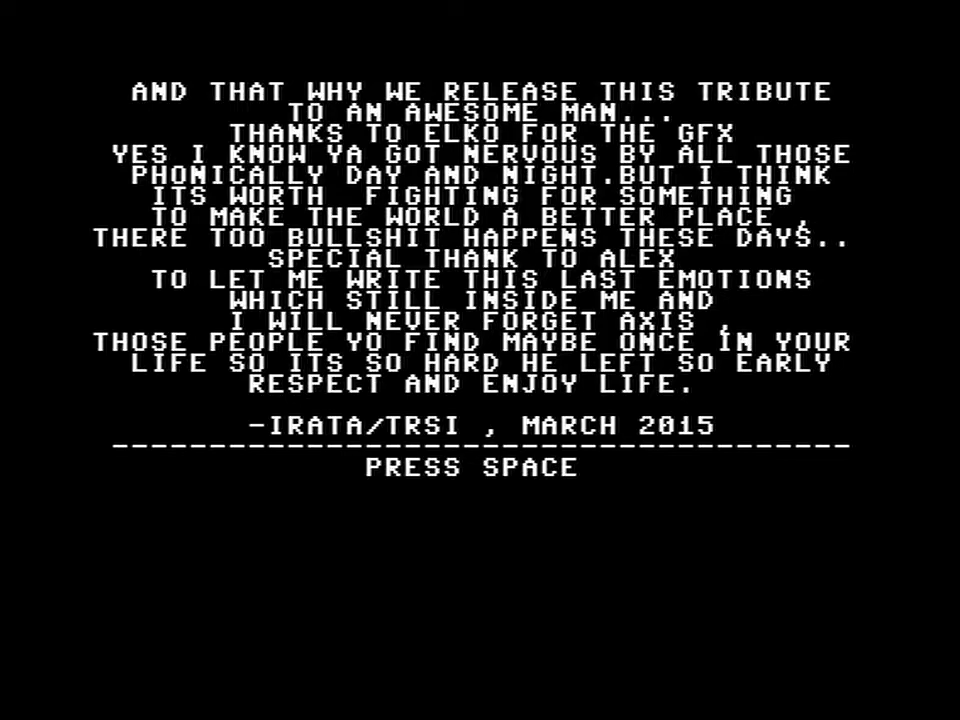 AND THAT WHY WE RELEASE THIS TRIBUTE
TO AN AWESOME MAN...
THANKS TO ELKO FOR THE GFX
YES I KNOW YA GOT NERVOUS BY ALL THOSE
PHONICALLY DAY AND NIGHT.BUT I THINK
ITS WORTH  FIGHTING FOR SOMETHING
TO MAKE THE WORLD A BETTER PLACE ,
THERE TOO BULLSHIT HAPPENS THESE DAYS..
SPECIAL THANK TO ALEX
TO LET ME WRITE THIS LAST EMOTIONS
WHICH STILL INSIDE ME AND
I WILL NEVER FORGET AXIS ,
THOSE PEOPLE YO FIND MAYBE ONCE IN YOUR
LIFE SO ITS SO HARD HE LEFT SO EARLY
RESPECT AND ENJOY LIFE.
-IRATA/TRSI , MARCH 2015
--------------------------------------
PRESS SPACE